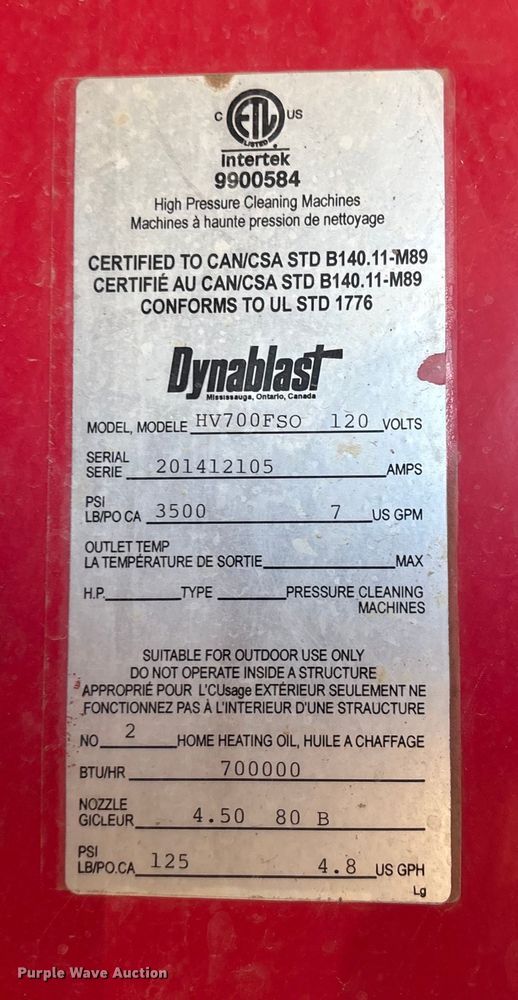 C ETL US
LISTED
Intertek
9900584
High Pressure Cleaning Machines
Machines à haunte pression de nettoyage
CERTIFIED TO CAN/CSA STD B140.11-M89
CERTIFIÉ AU CAN/CSA STD B140.11-M89
CONFORMS TO UL STD 1776
Dynablast
Mississauga, Ontario, Canada
MODEL, MODELE HV700FSO 120 VOLTS
SERIAL
SERIE 201412105 AMPS
PSI
LB/PO CA 3500 7 US GPM
OUTLET TEMP
LA TEMPÉRATURE DE SORTIE MAX
H.P. TYPE PRESSURE CLEANING
MACHINES
SUITABLE FOR OUTDOOR USE ONLY
DO NOT OPERATE INSIDE A STRUCTURE
APPROPRIÉ POUR L'CUsage EXTÉRIEUR SEULEMENT NE
FONCTIONNEZ PAS À L'INTERIEUR D'UNE STRAUCTURE
NO 2 HOME HEATING OIL, HUILE A CHAFFAGE
BTU/HR 700000
NOZZLE
GICLEUR 4.50 80 B
PSI
LB/PO.CA 125 4.8 US GPH
Lg
Purple Wave Auction